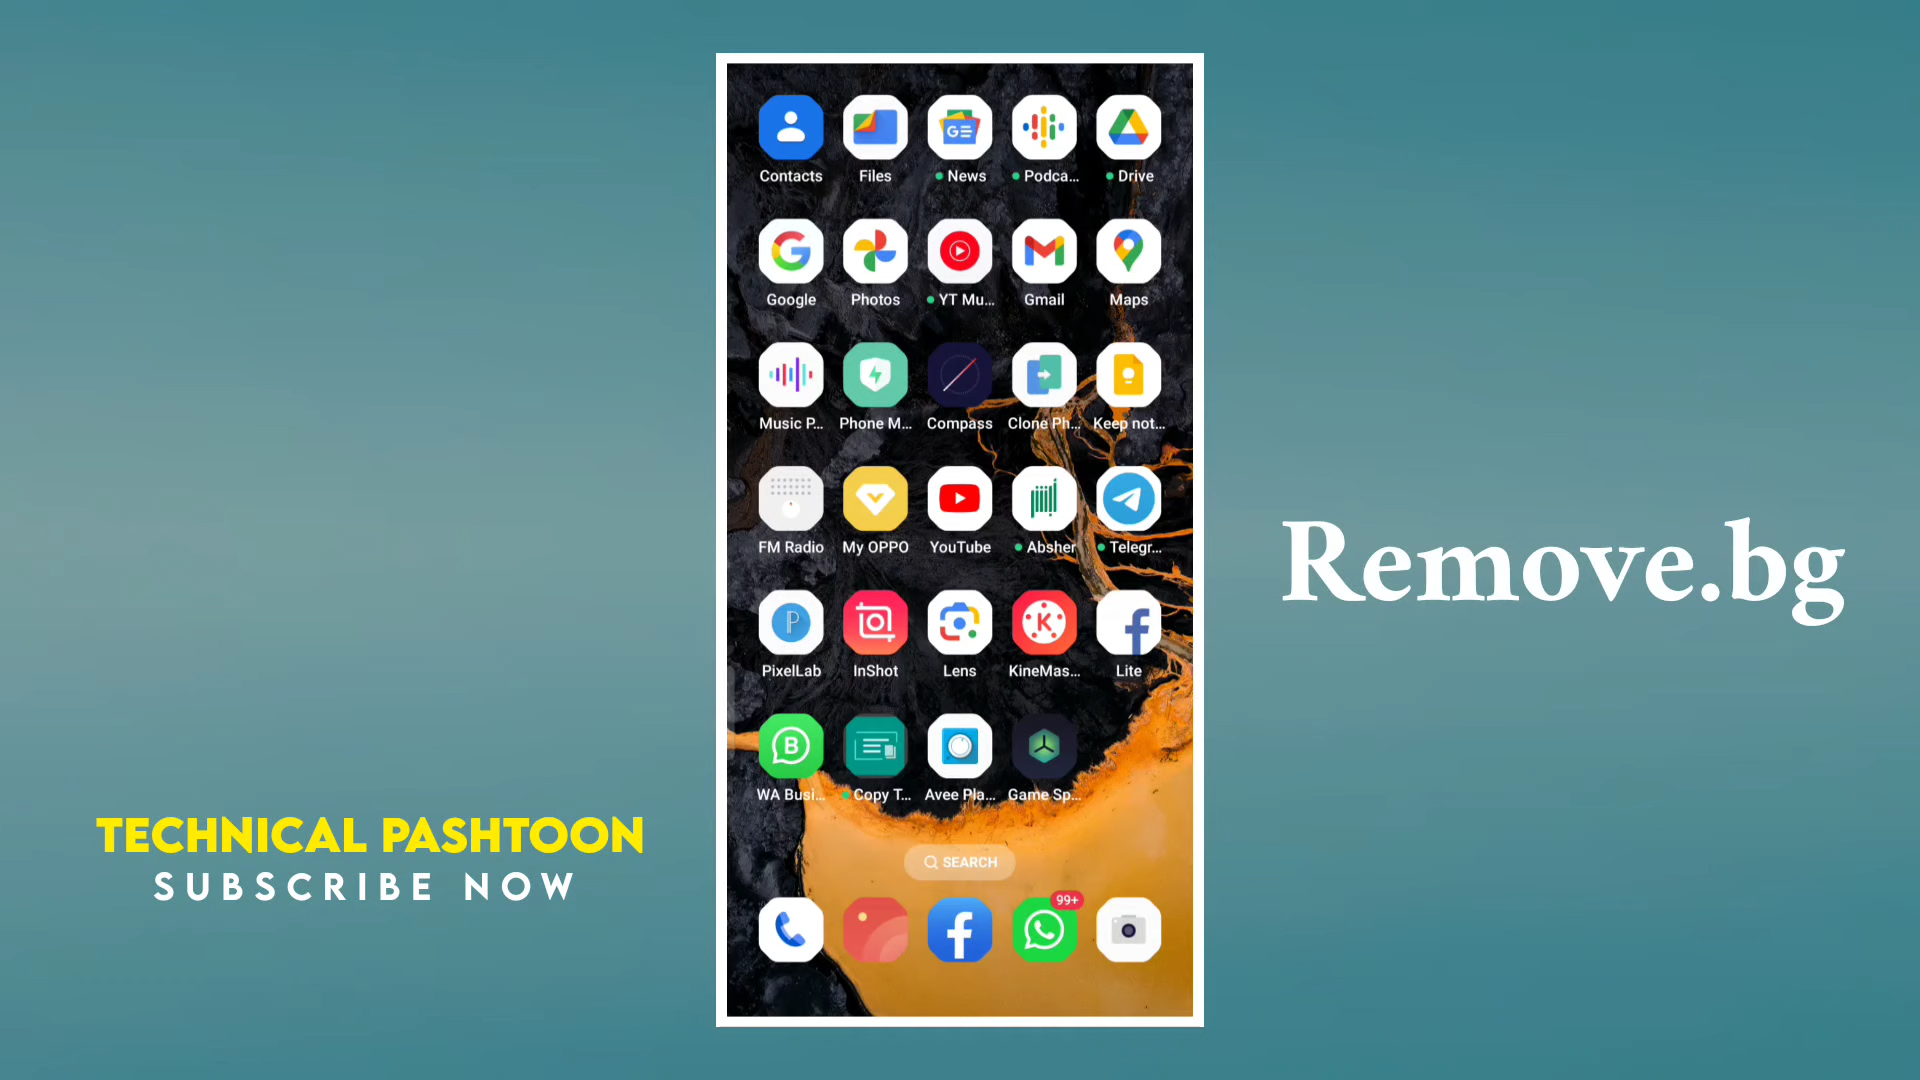 Contacts Files News Podca... Drive
Google Photos YT Mu... Gmail Maps
Music P... Phone M... Compass Clone Ph... Keep not...
FM Radio My OPPO YouTube Absher Telegr...
Remove.bg
PixelLab InShot Lens KineMas... Lite
WA Busi... Copy T... Avee Pla... Game Sp...
TECHNICAL PASHTOON
SUBSCRIBE NOW
SEARCH
99+